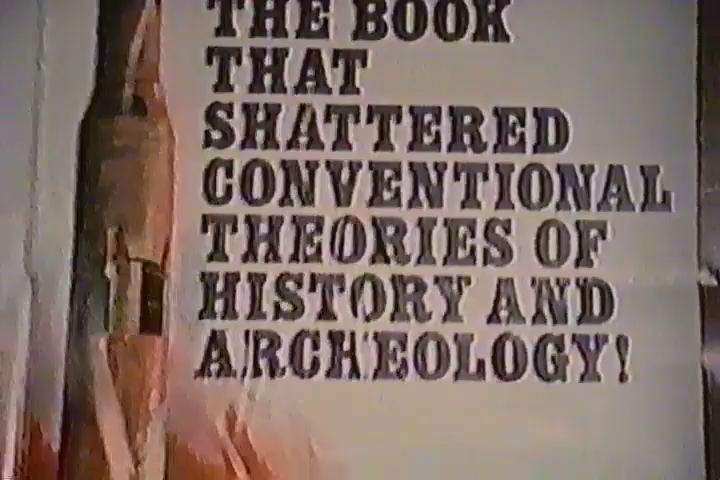 THE BOOK
THAT
SHATTERED
CONVENTIONAL
THEORIES OF
HISTORY AND
ARCHEOLOGY!